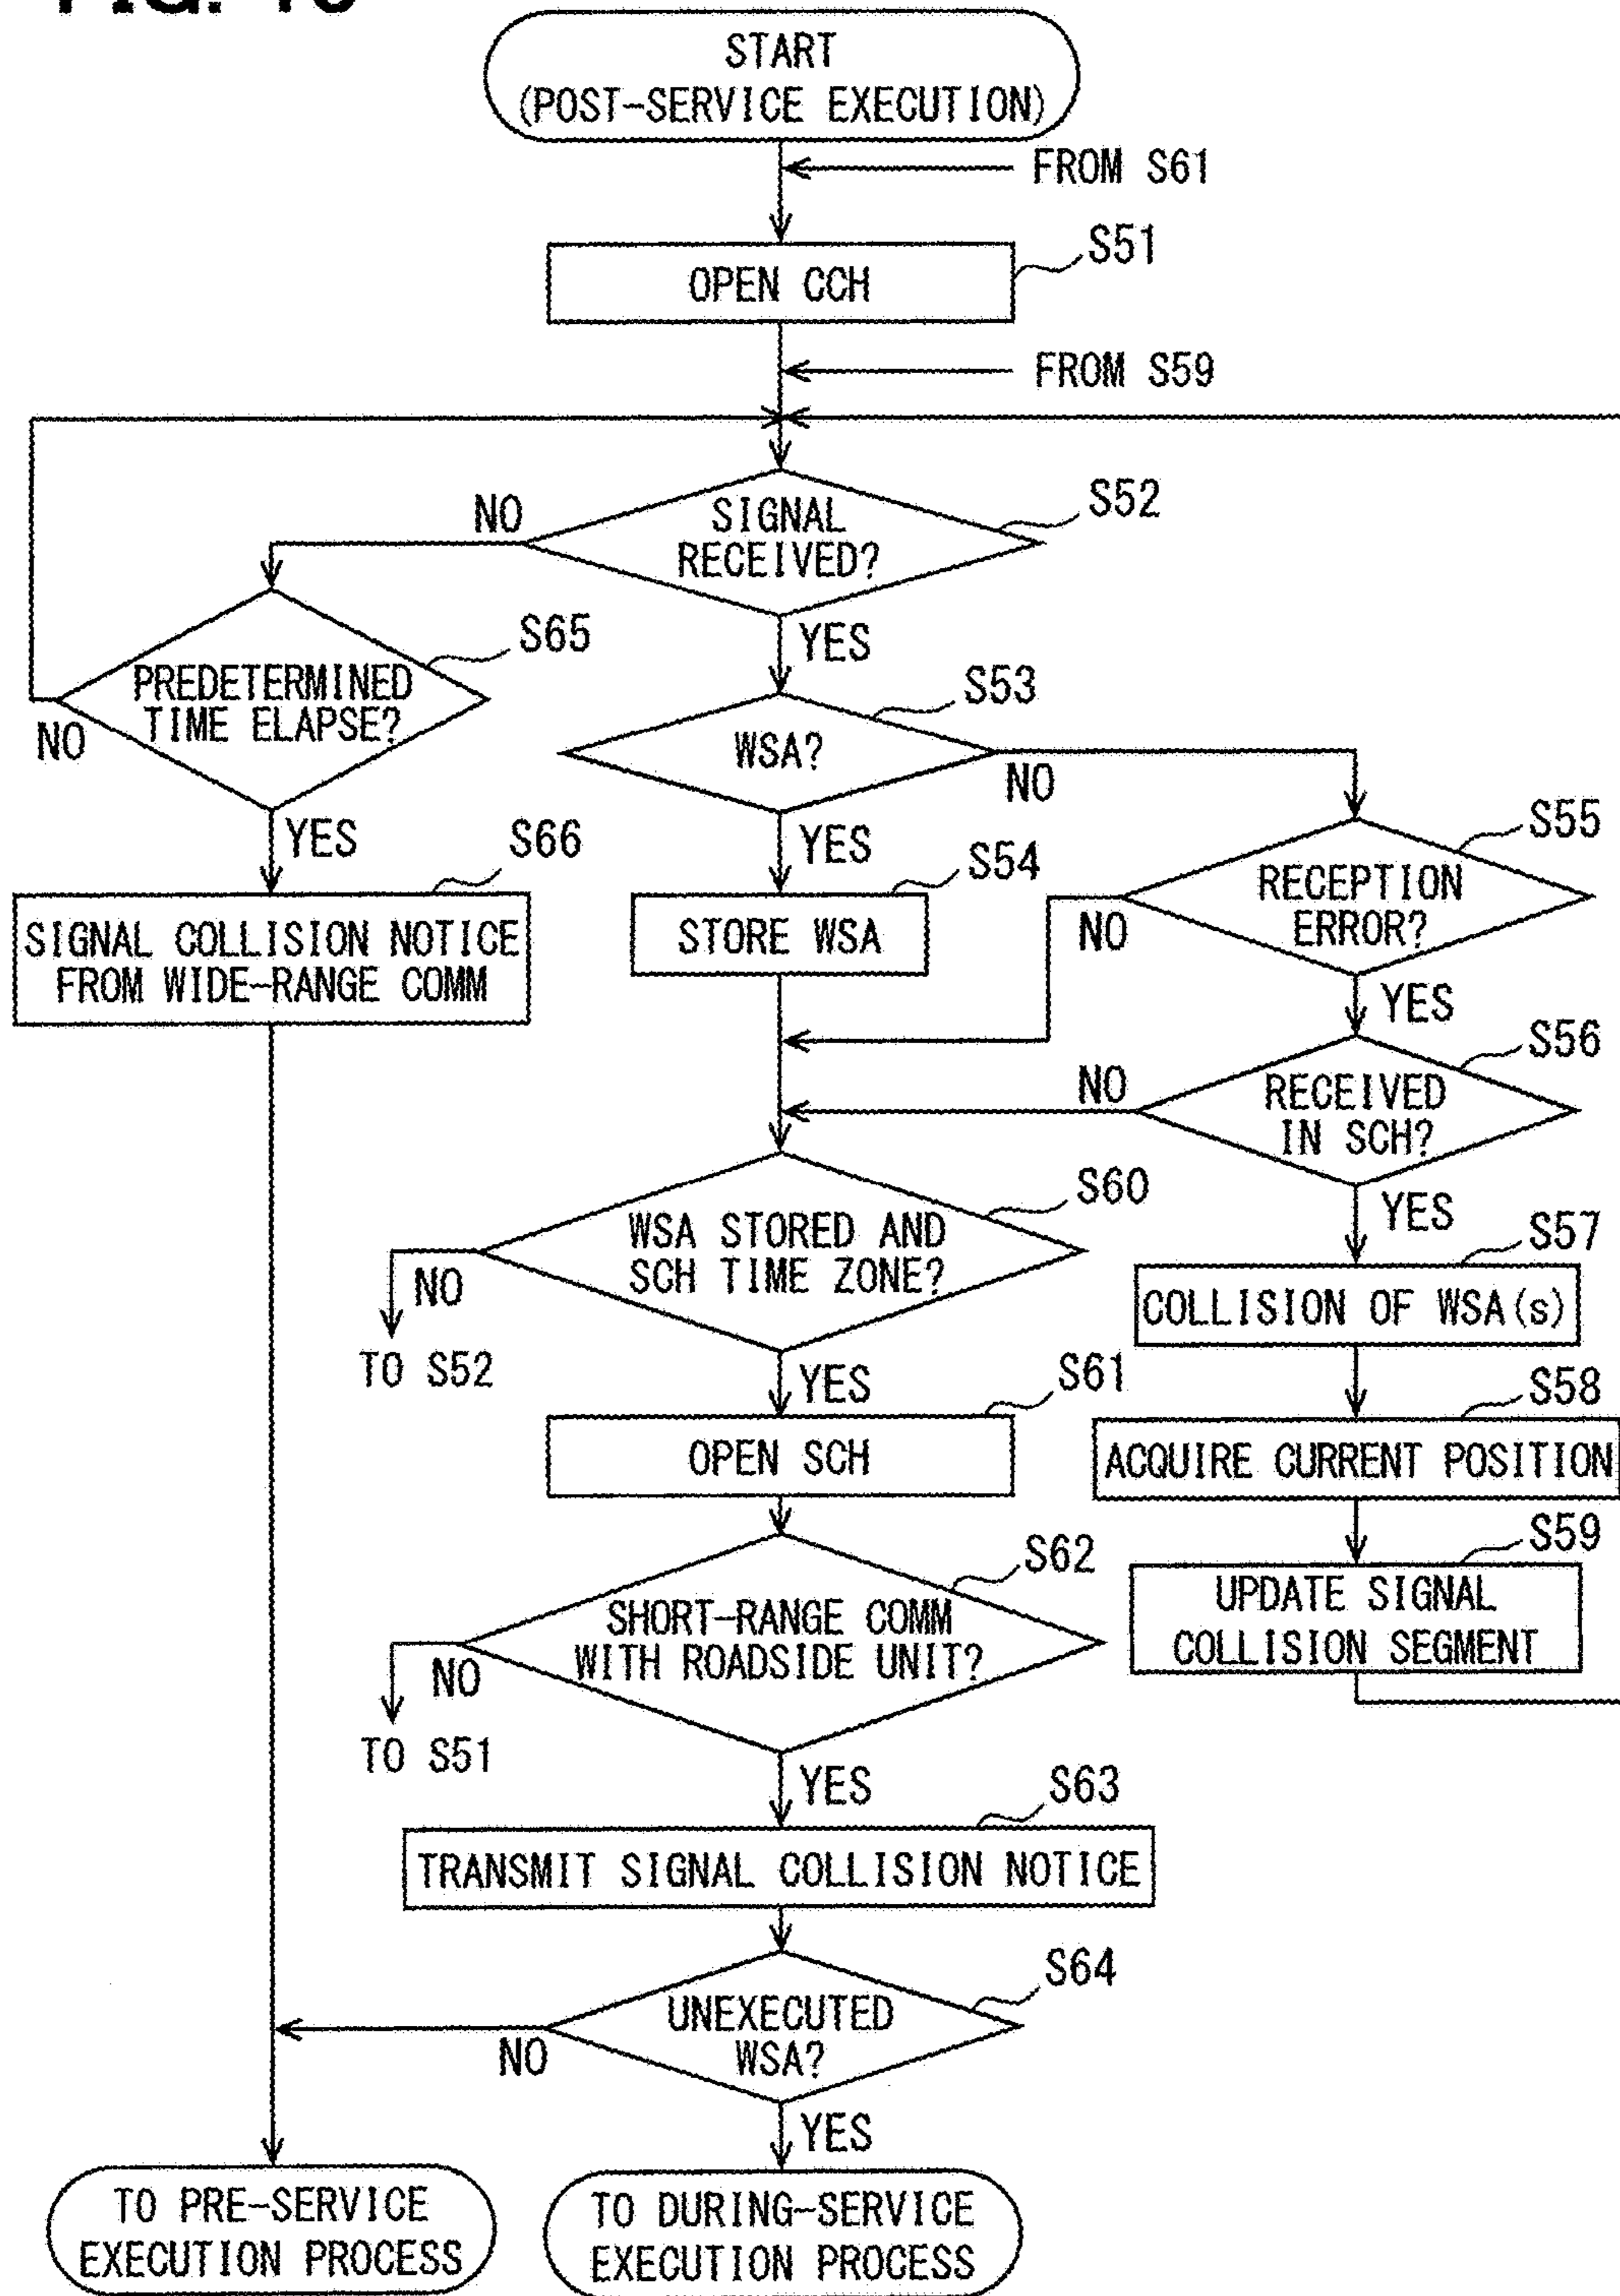 START
(POST-SERVICE EXECUTION)
FROM S61
S51
OPEN CCH
FROM S59
S52
NO
SIGNAL
RECEIVED?
YES
S65
PREDETERMINED
TIME ELAPSE?
NO
S53
WSA?
NO
YES
S66
YES
S54
S55
SIGNAL COLLISION NOTICE
FROM WIDE-RANGE COMM
STORE WSA
RECEPTION
ERROR?
NO
YES
S56
NO
RECEIVED
IN SCH?
S60
YES
WSA STORED AND
SCH TIME ZONE?
NO
TO S52
S57
COLLISION OF WSA(s)
YES
S61
S58
OPEN SCH
ACQUIRE CURRENT POSITION
S59
S62
UPDATE SIGNAL
COLLISION SEGMENT
SHORT-RANGE COMM
WITH ROADSIDE UNIT?
NO
TO S51
YES
S63
TRANSMIT SIGNAL COLLISION NOTICE
S64
UNEXECUTED
WSA?
NO
YES
TO PRE-SERVICE
EXECUTION PROCESS
TO DURING-SERVICE
EXECUTION PROCESS